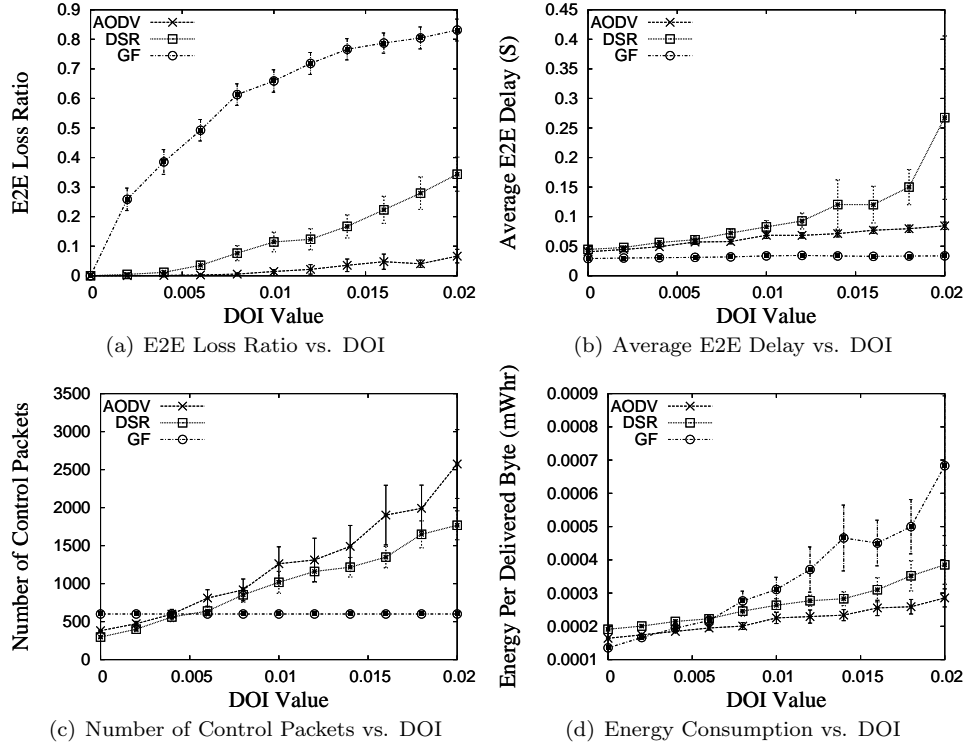 AODV
DSR
GF
E2E Loss Ratio
0.9
0.8
0.7
0.6
0.5
0.4
0.3
0.2
0.1
0
0 0.005 0.01 0.015 0.02
DOI Value
(a) E2E Loss Ratio vs. DOI
AODV
DSR
GF
Average E2E Delay (S)
0.45
0.4
0.35
0.3
0.25
0.2
0.15
0.1
0.05
0
0 0.005 0.01 0.015 0.02
DOI Value
(b) Average E2E Delay vs. DOI
AODV
DSR
GF
Number of Control Packets
3500
3000
2500
2000
1500
1000
500
0
0 0.005 0.01 0.015 0.02
DOI Value
(c) Number of Control Packets vs. DOI
AODV
DSR
GF
Energy Per Delivered Byte (mWhr)
0.0009
0.0008
0.0007
0.0006
0.0005
0.0004
0.0003
0.0002
0.0001
0 0.005 0.01 0.015 0.02
DOI Value
(d) Energy Consumption vs. DOI